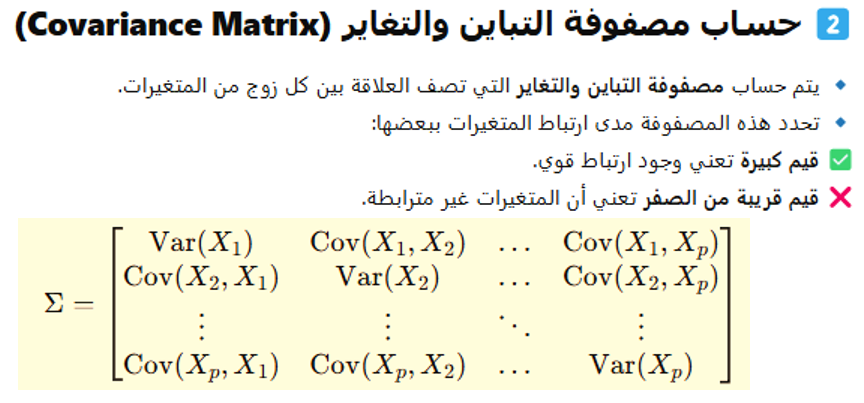 2 حساب مصفوفة التباين والتغاير (Covariance Matrix)
🔹 يتم حساب مصفوفة التباين والتغاير التي تصف العلاقة بين كل زوج من المتغيرات.
🔹 تحدد هذه المصفوفة مدى ارتباط المتغيرات ببعضها:
✅ قيم كبيرة تعني وجود ارتباط قوي.
❌ قيم قريبة من الصفر تعني أن المتغيرات غير مترابطة.
Var(X₁) Cov(X₁, X₂) … Cov(X₁, Xₚ)
Cov(X₂, X₁) Var(X₂) … Cov(X₂, Xₚ)
Σ =
⋮ ⋮ ⋱ ⋮
Cov(Xₚ, X₁) Cov(Xₚ, X₂) … Var(Xₚ)